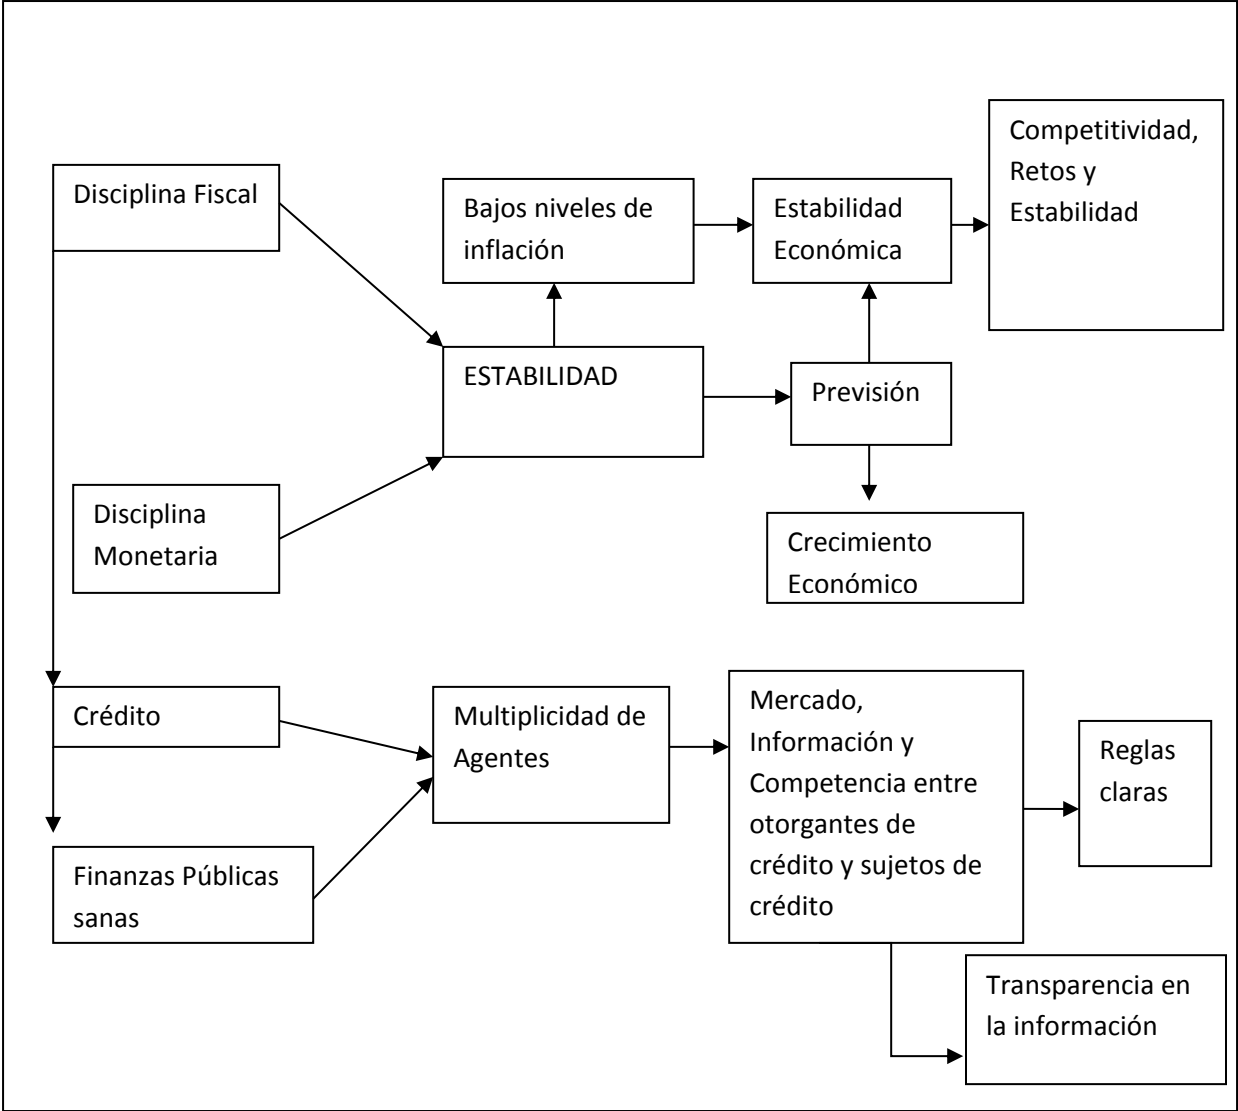 Disciplina Fiscal
Bajos niveles de
inflación
Estabilidad
Económica
Competitividad,
Retos y
Estabilidad
ESTABILIDAD
Previsión
Disciplina
Monetaria
Crecimiento
Económico
Crédito
Multiplicidad de
Agentes
Mercado,
Información y
Competencia entre
otorgantes de
crédito y sujetos de
crédito
Reglas
claras
Finanzas Públicas
sanas
Transparencia en
la información